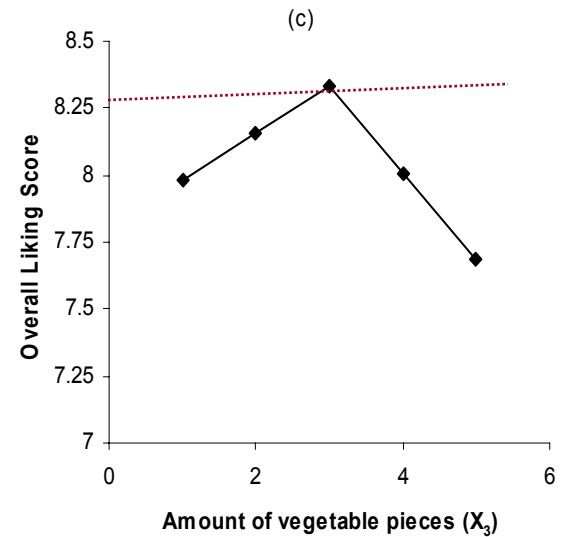 (c)
8.5
8.25
8
7.75
7.5
7.25
7
Overall Liking Score
0 2 4 6
Amount of vegetable pieces (X₃)